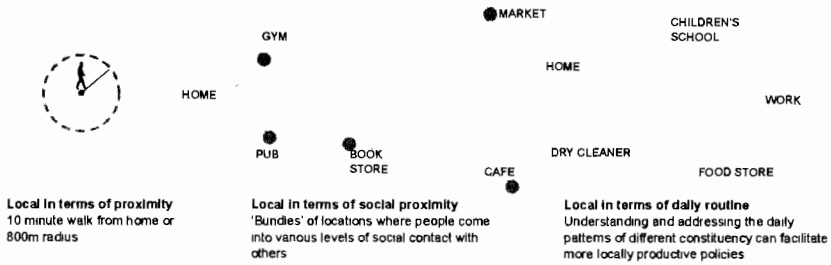 MARKET
CHILDREN'S
SCHOOL
GYM
HOME
HOME
WORK
PUB
BOOK
STORE
DRY CLEANER
CAFE
FOOD STORE
Local in terms of proximity
10 minute walk from home or
800m radius
Local in terms of social proximity
'Bundles' of locations where people come
into vanous levels of social contact with
others
Local in terms of daily routine
Understanding and addressing the daily
patterns of different constituency can facilitate
more locally productive policies